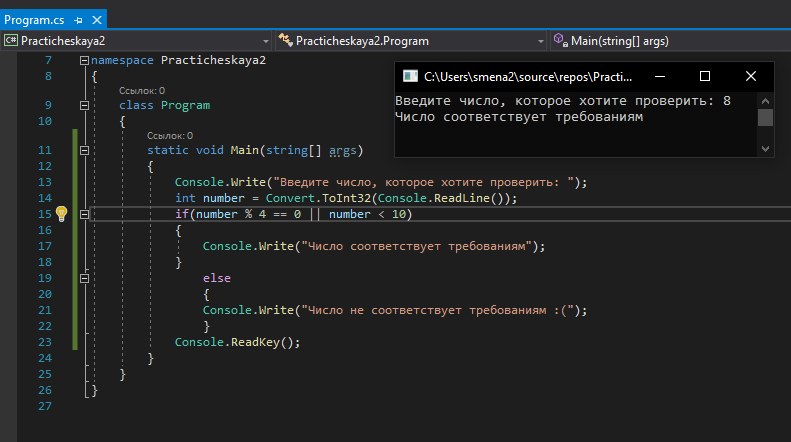 Program.cs
Practicheskaya2 Practicheskaya2.Program Main(string[] args)
7 namespace Practicheskaya2
8 {
Ссылок: 0
9 class Program
10 {
Ссылок: 0
11 static void Main(string[] args)
12 {
13 Console.Write("Введите число, которое хотите проверить: ");
14 int number = Convert.ToInt32(Console.ReadLine());
15 if(number % 4 == 0 || number < 10)
16 {
17 Console.Write("Число соответствует требованиям");
18 }
19 else
20 {
21 Console.Write("Число не соответствует требованиям :(");
22 }
23 Console.ReadKey();
24 }
25 }
26 }
27
C:\Users\smena2\source\repos\Practi...
Введите число, которое хотите проверить: 8
Число соответствует требованиям